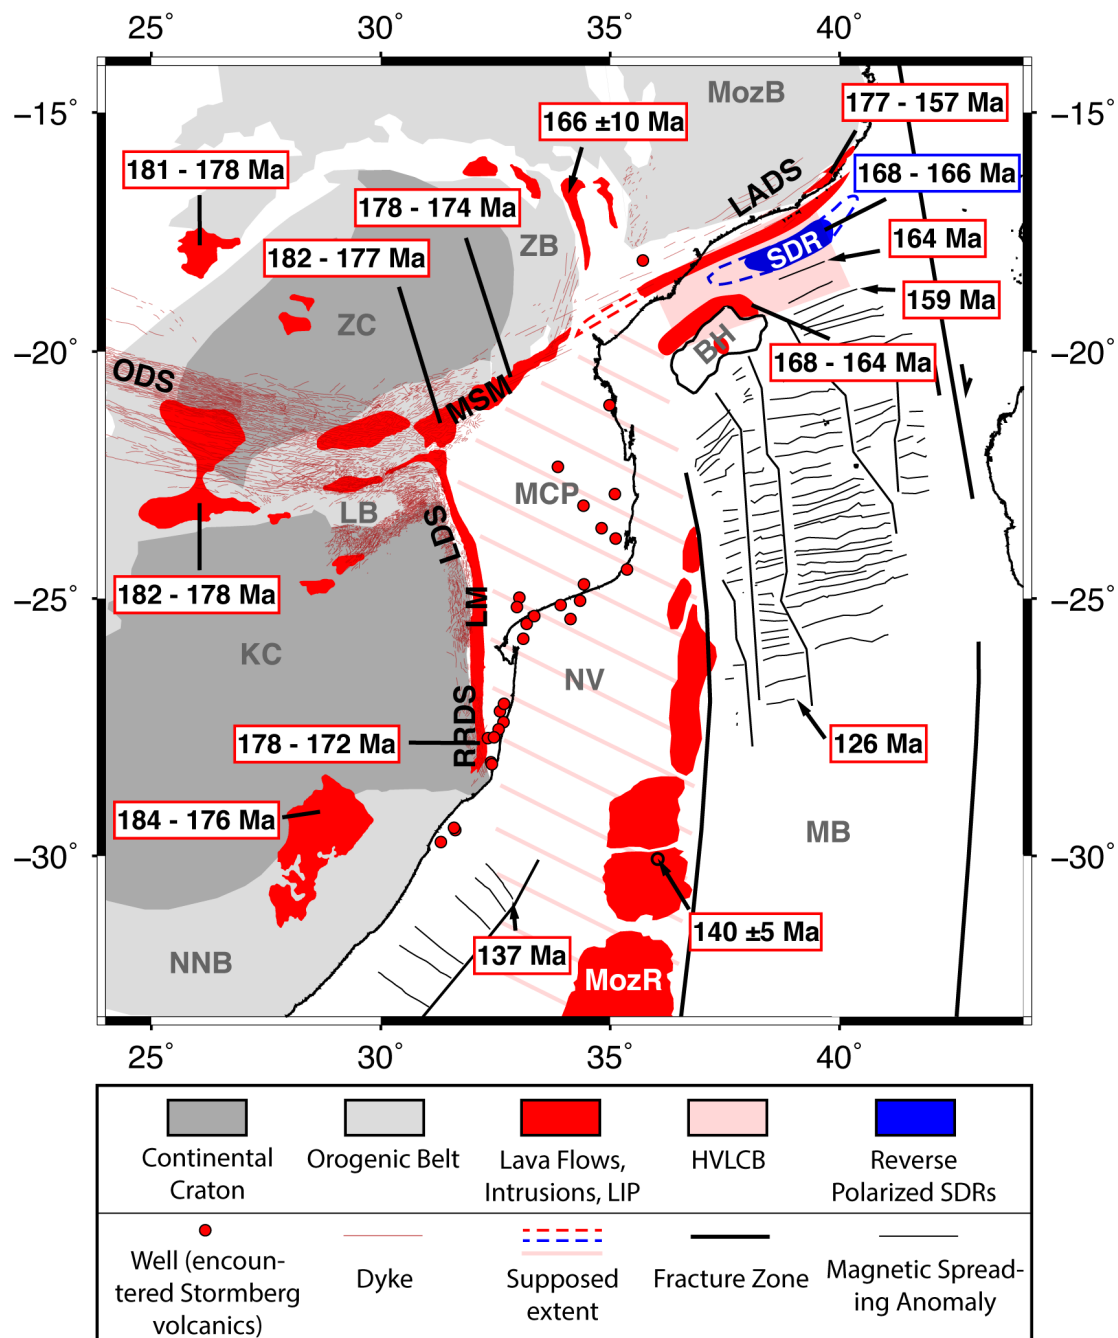 25° 30° 35° 40°
MozB
177 - 157 Ma
−15° −15°
166 ±10 Ma
181 - 178 Ma
168 - 166 Ma
LADS
178 - 174 Ma
ZB
164 Ma
SDR
182 - 177 Ma
159 Ma
ZC
BH
−20° −20°
168 - 164 Ma
ODS
MSM
MCP
LB
LDS
182 - 178 Ma
−25° −25°
LM
KC
NV
RRDS
178 - 172 Ma
126 Ma
184 - 176 Ma
MB
−30° −30°
140 ±5 Ma
137 Ma
NNB
MozR
25° 30° 35° 40°
Continental
Craton
Orogenic Belt
Lava Flows,
Intrusions, LIP
HVLCB
Reverse
Polarized SDRs
Well (encoun-
tered Stormberg
volcanics)
Dyke
Supposed
extent
Fracture Zone
Magnetic Spread-
ing Anomaly